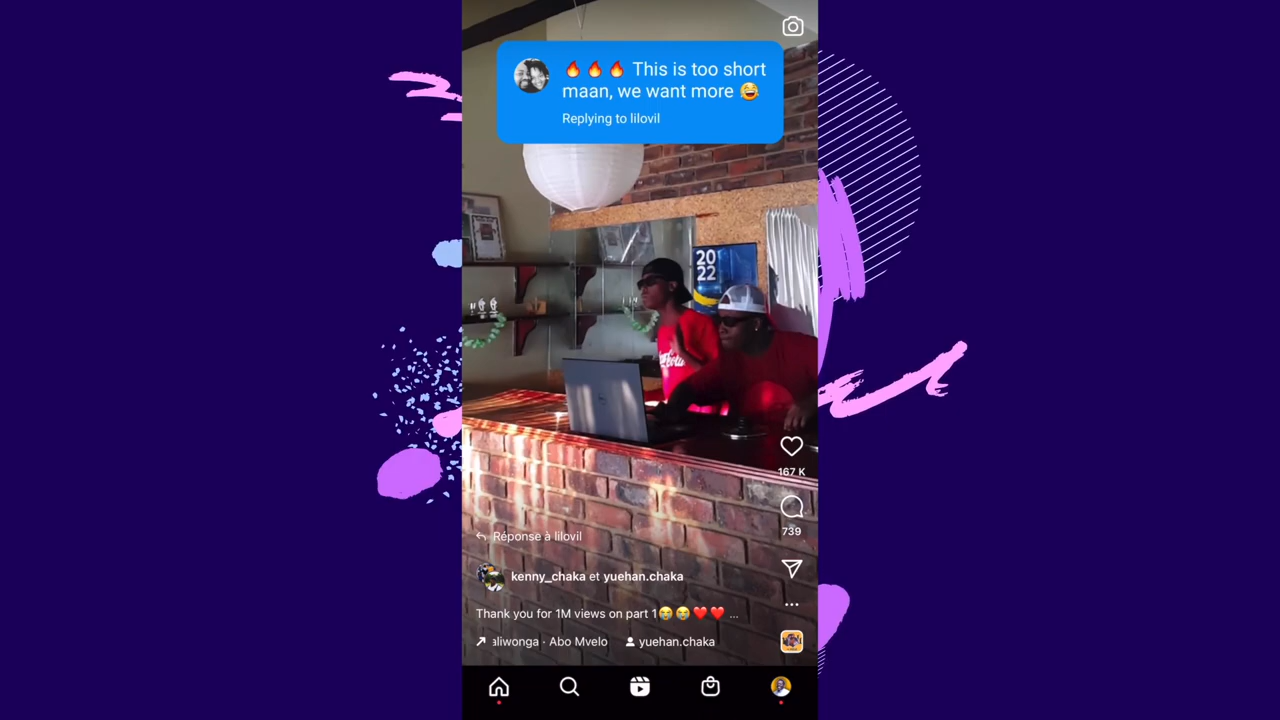 🔥🔥🔥 This is too short
maan, we want more 😂
Replying to lilovil
20
22
167 K
739
Réponse à lilovil
kenny_chaka et yuehan.chaka
Thank you for 1M views on part 1😭😭❤️❤️ ...
aliwonga · Abo Mvelo yuehan.chaka